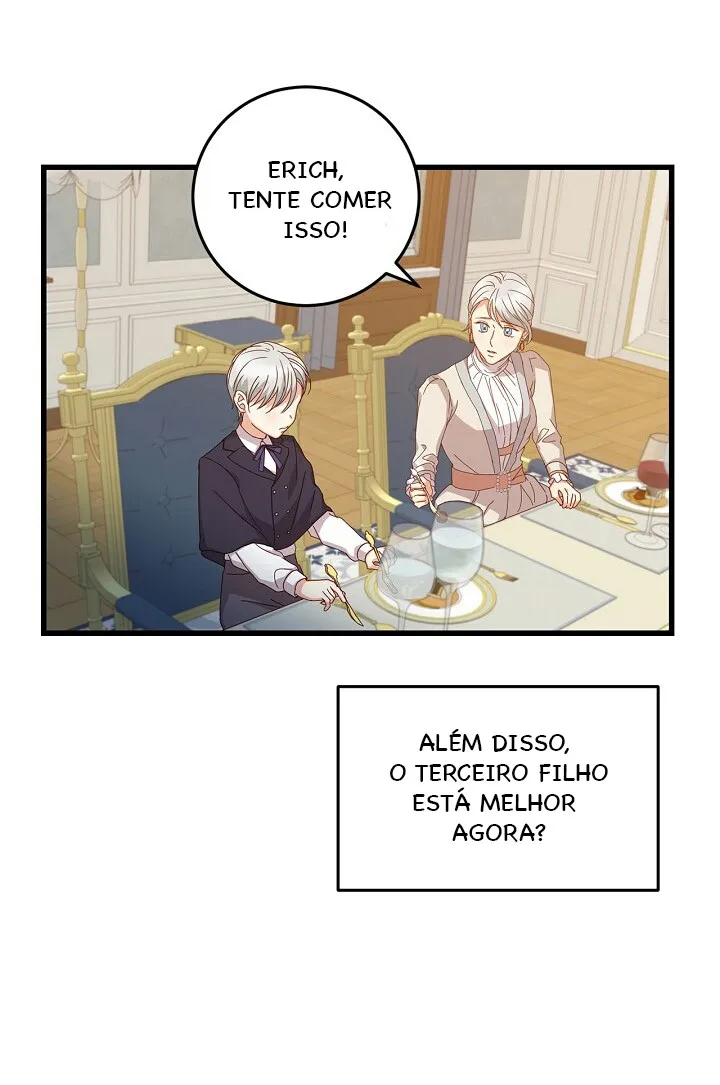 ERICH,
TENTE COMER
ISSO!
ALÉM DISSO,
O TERCEIRO FILHO
ESTÁ MELHOR
AGORA?